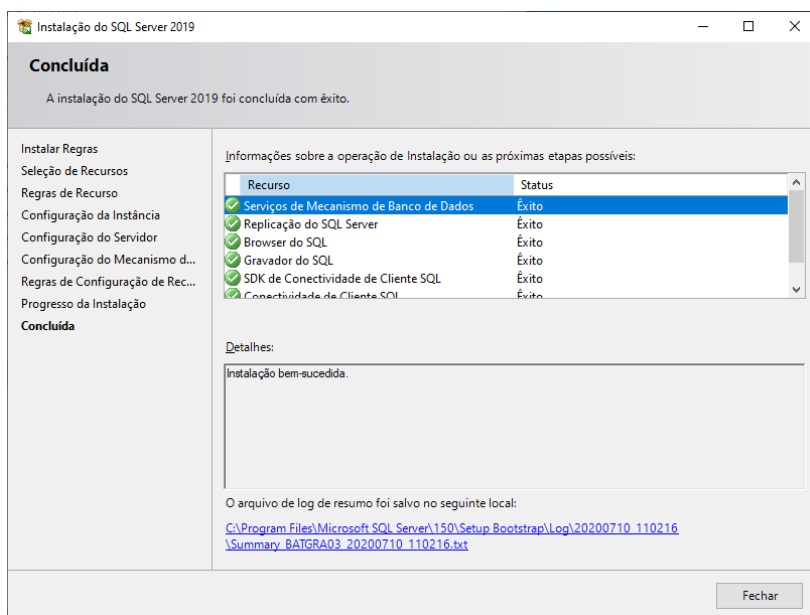 Instalação do SQL Server 2019
Concluída
A instalação do SQL Server 2019 foi concluída com êxito.
Instalar Regras
Seleção de Recursos
Regras de Recurso
Configuração da Instância
Configuração do Servidor
Configuração do Mecanismo d...
Regras de Configuração de Rec...
Progresso da Instalação
Concluída
Informações sobre a operação de Instalação ou as próximas etapas possíveis:
Recurso Status
Serviços de Mecanismo de Banco de Dados Êxito
Replicação do SQL Server Êxito
Browser do SQL Êxito
Gravador do SQL Êxito
SDK de Conectividade de Cliente SQL Êxito
Conectividade de Cliente SQL Êxito
Detalhes:
Instalação bem-sucedida.
O arquivo de log de resumo foi salvo no seguinte local:
C:\Program Files\Microsoft SQL Server\150\Setup Bootstrap\Log\20200710_110216
\Summary_BATGRA03_20200710_110216.txt
Fechar